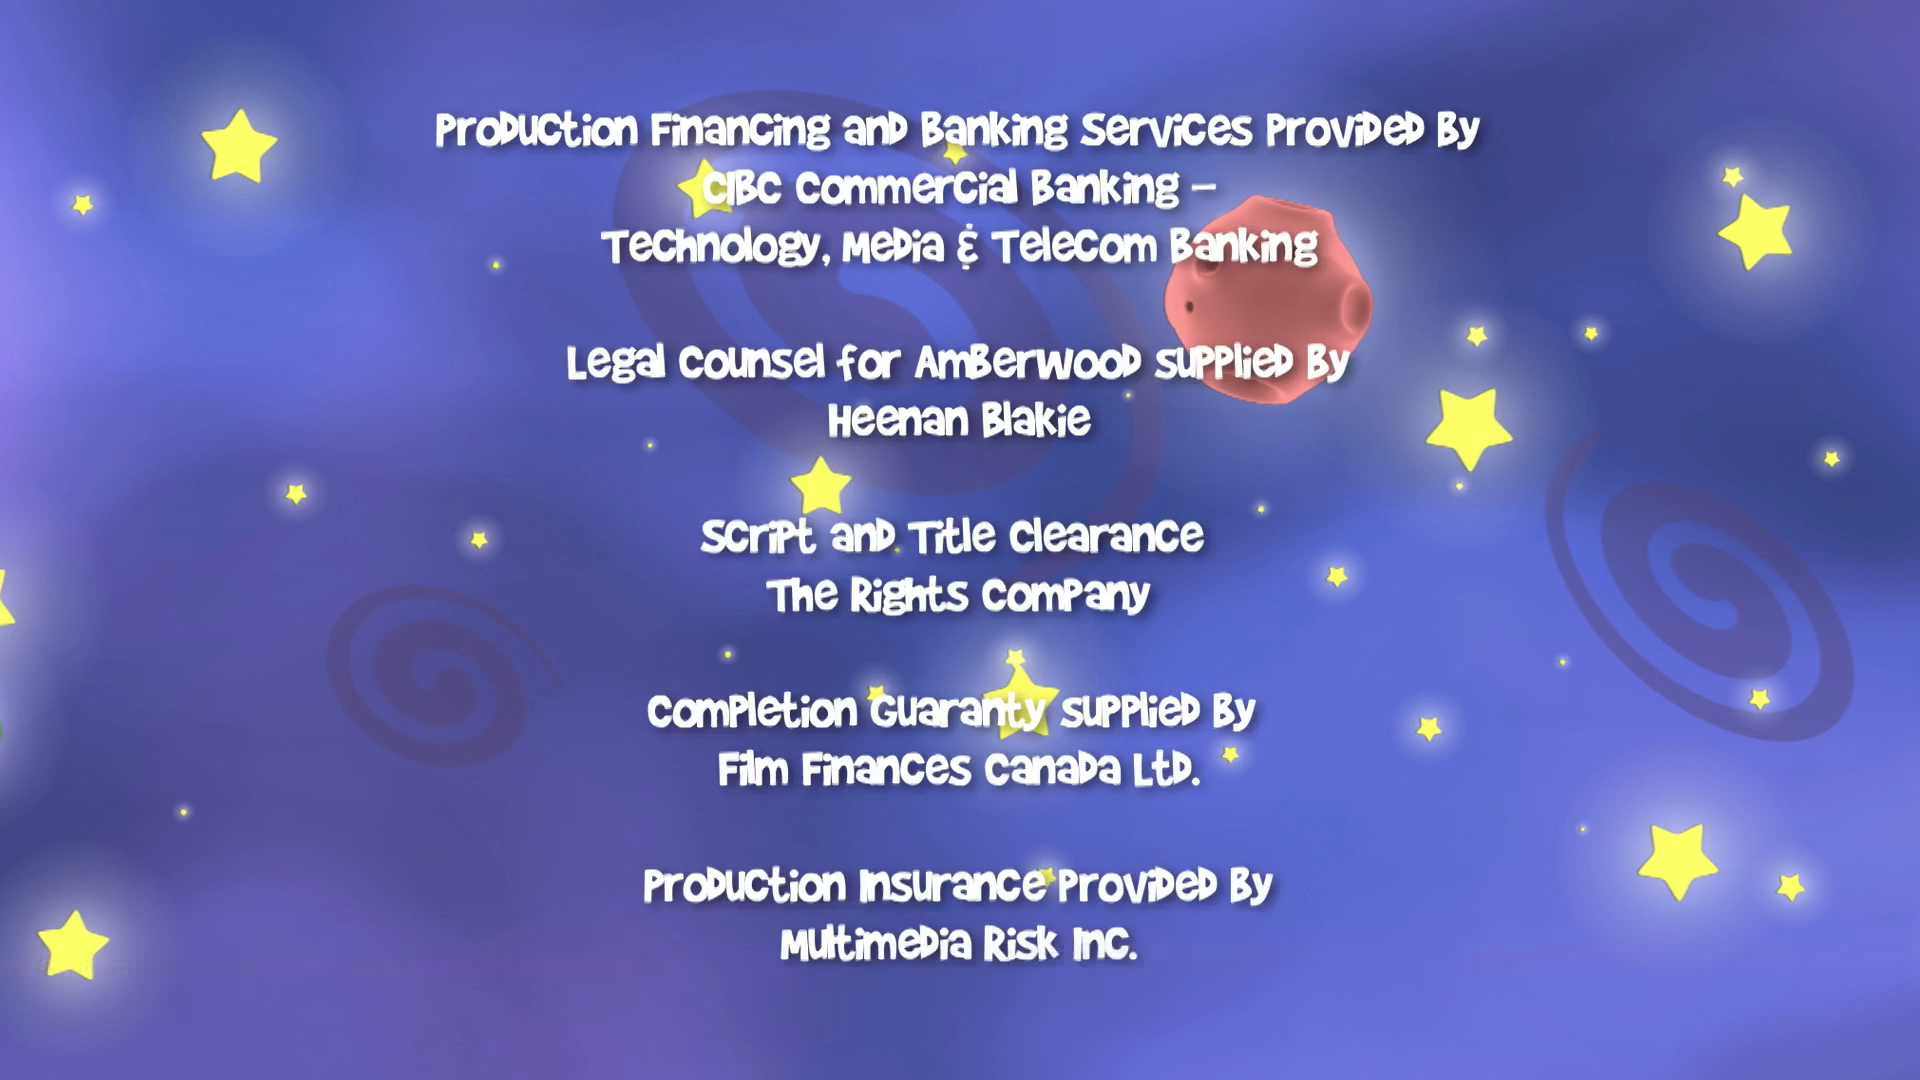 Production Financing and Banking Services Provided By
CIBC Commercial Banking –
Technology, Media & Telecom Banking
Legal Counsel for Amberwood Supplied By
Heenan Blakie
Script and Title Clearance
The Rights Company
Completion Guaranty Supplied By
Film Finances Canada Ltd.
Production Insurance Provided By
Multimedia Risk Inc.